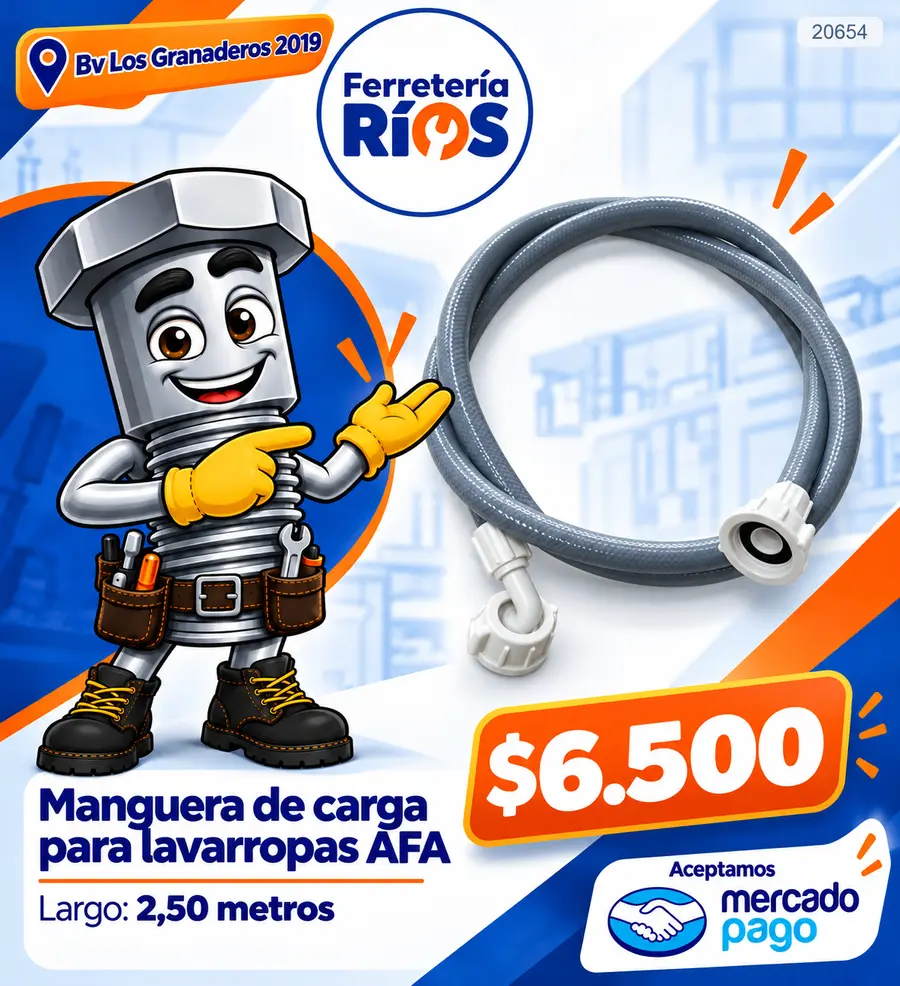 Bv Los Granaderos 2019
20654
Ferretería
RÍOS
$6.500
Manguera de carga
para lavarropas AFA
Largo: 2,50 metros
Aceptamos
mercado
pago